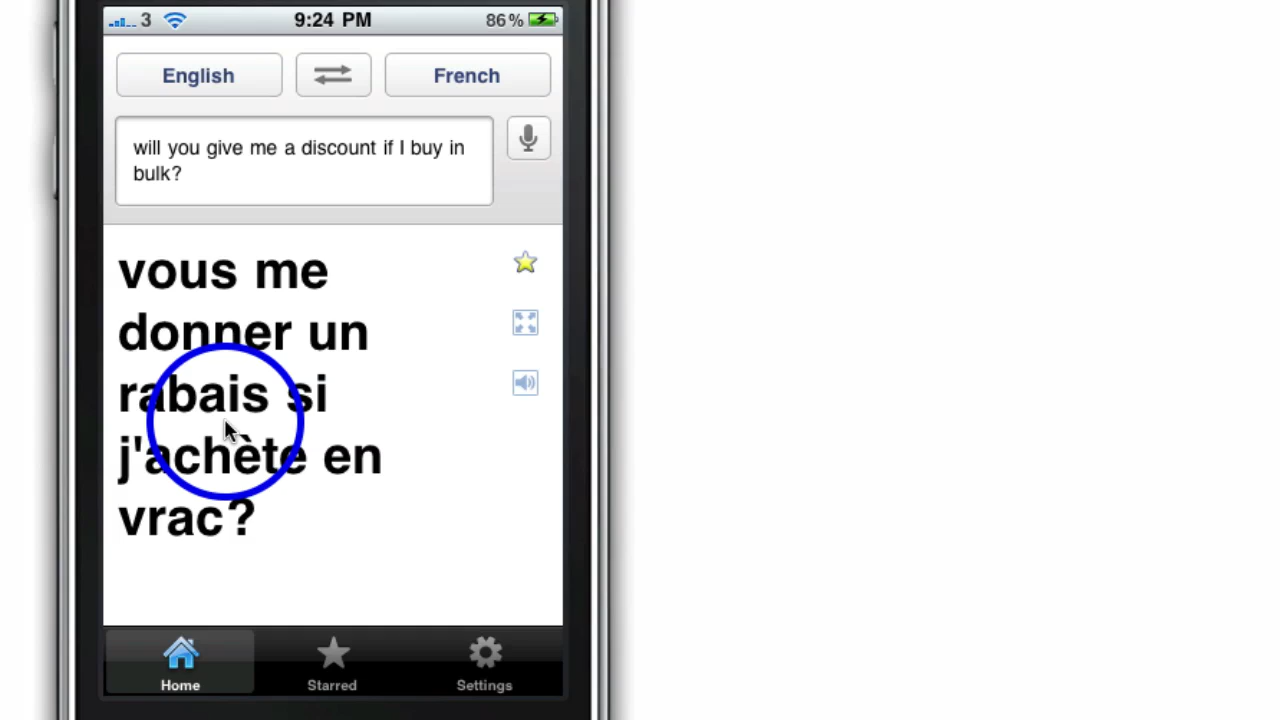 3 9:24 PM 86%
English French
will you give me a discount if I buy in
bulk?
vous me
donner un
rabais si
j'achète en
vrac?
Home Starred Settings